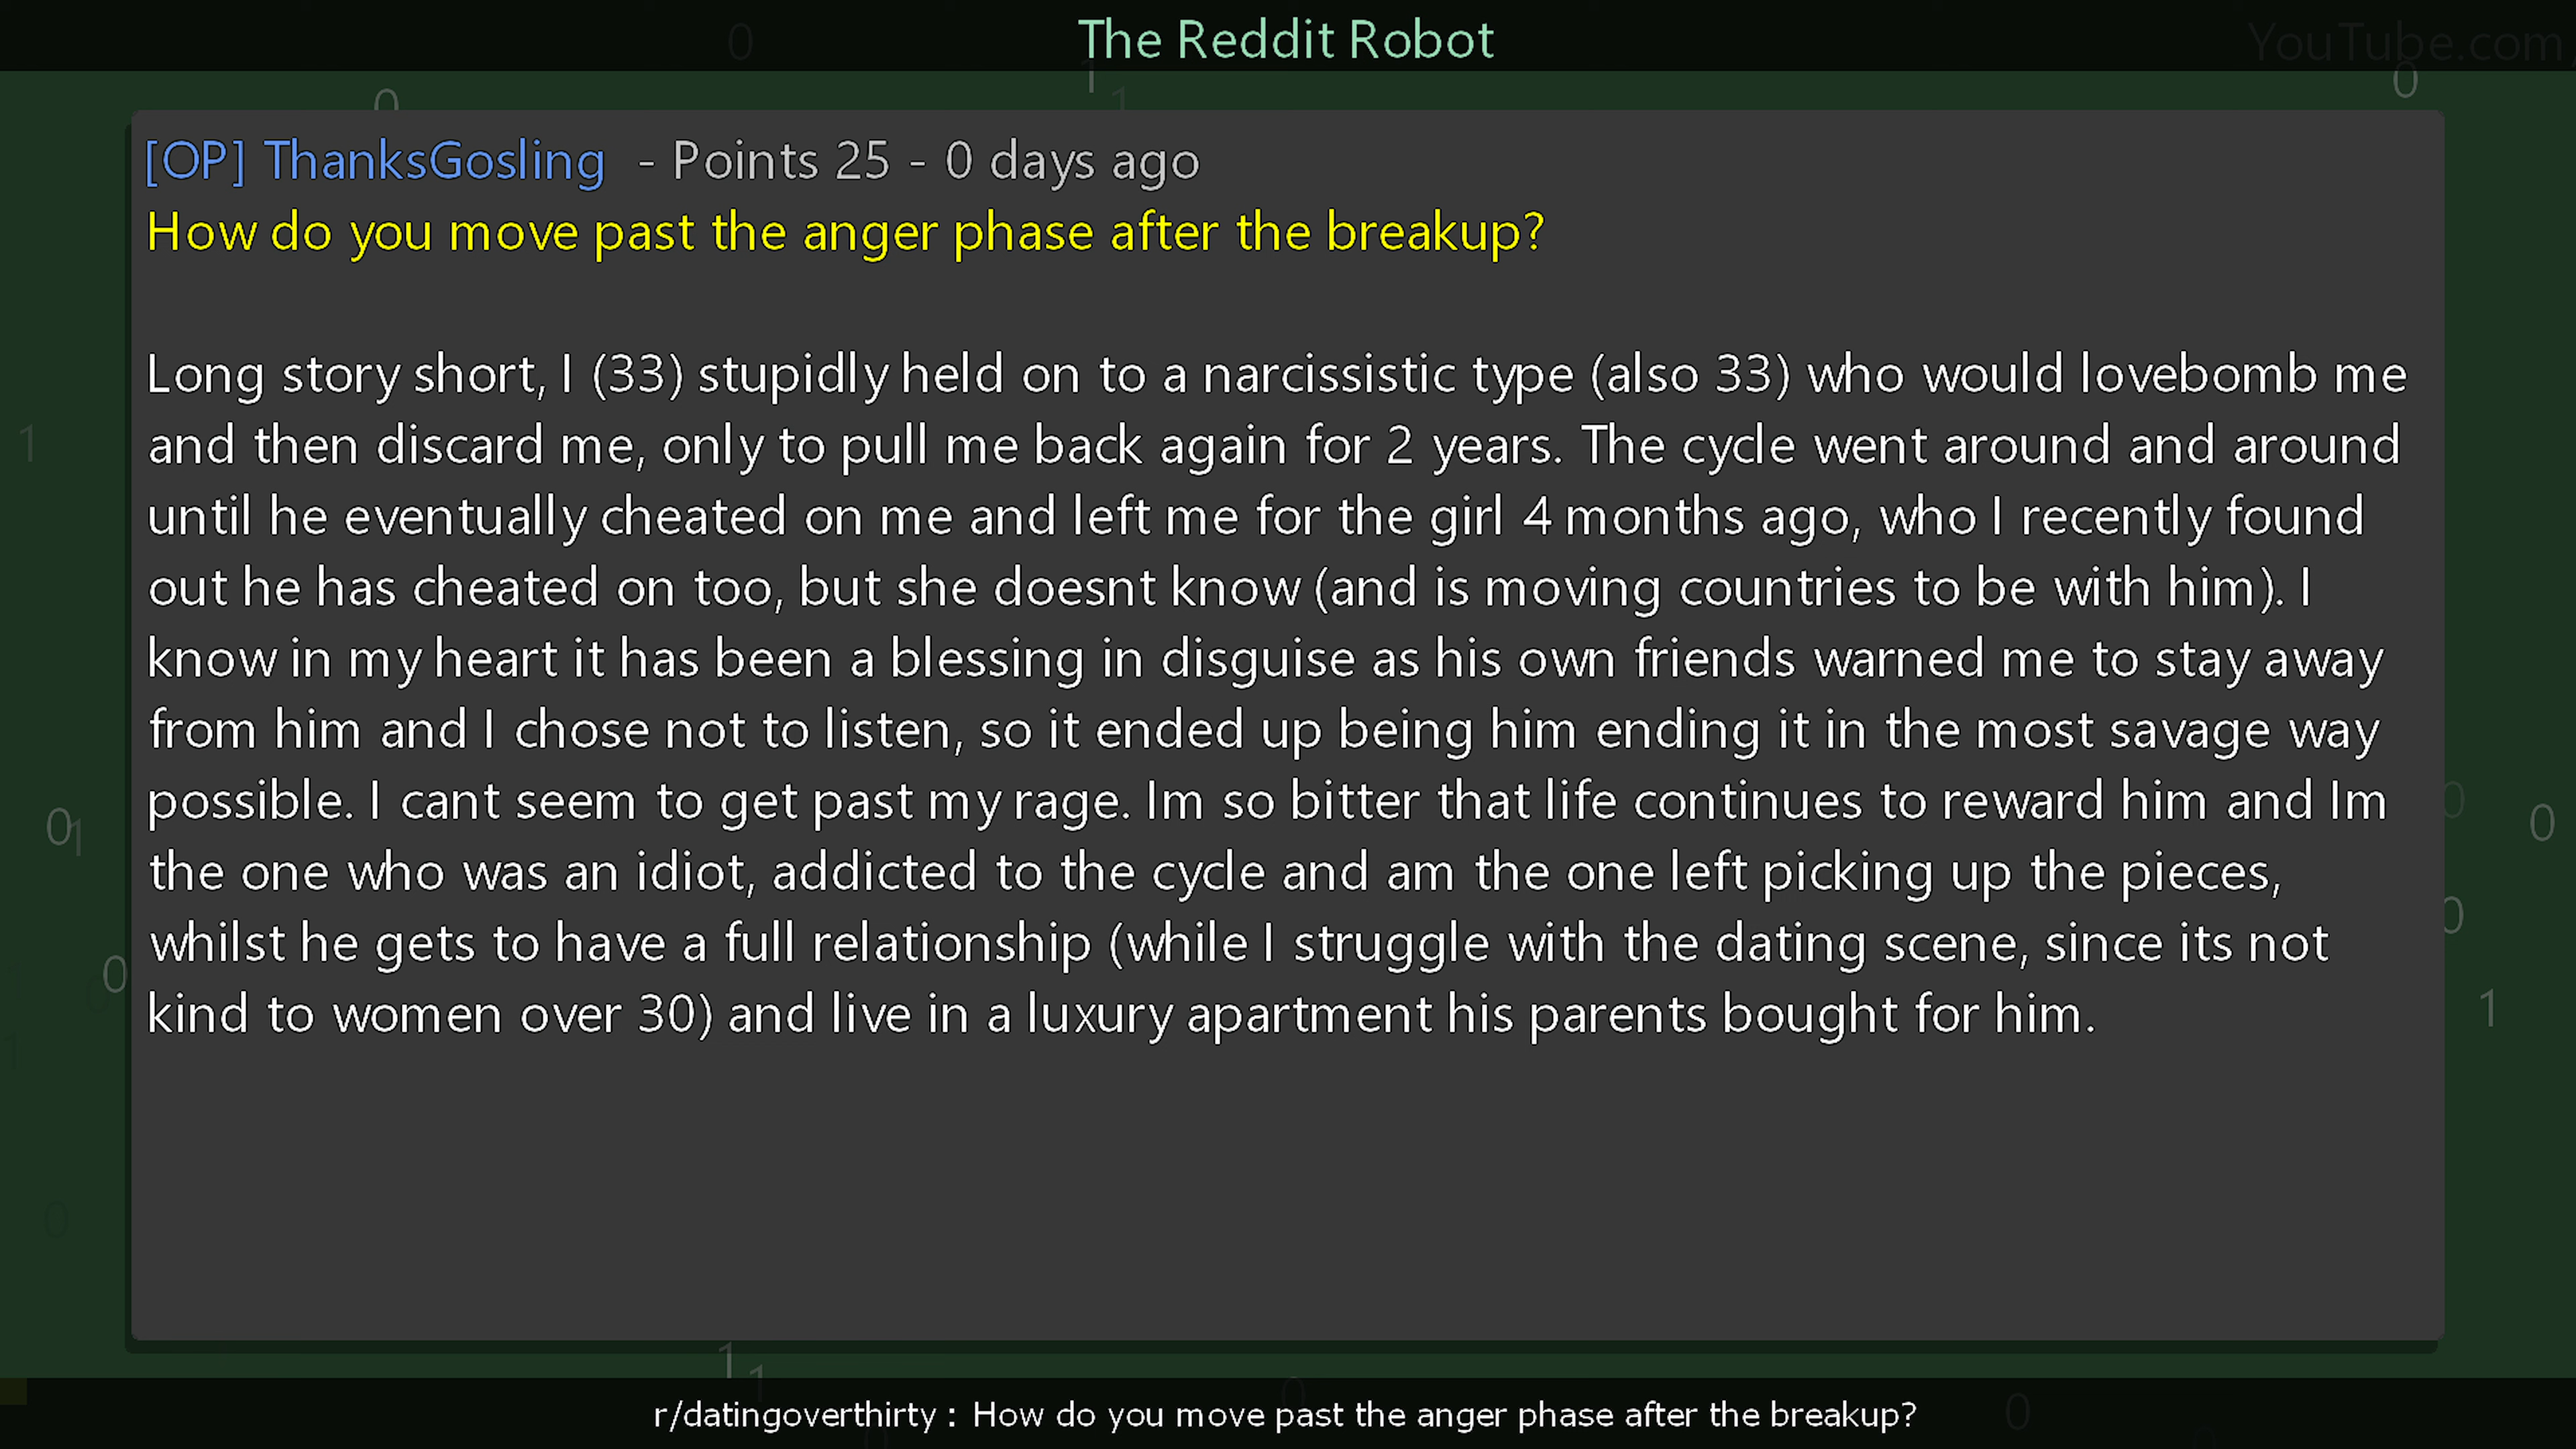 The Reddit Robot
YouTube.com/
[OP] ThanksGosling - Points 25 - 0 days ago
How do you move past the anger phase after the breakup?
Long story short, I (33) stupidly held on to a narcissistic type (also 33) who would lovebomb me
and then discard me, only to pull me back again for 2 years. The cycle went around and around
until he eventually cheated on me and left me for the girl 4 months ago, who I recently found
out he has cheated on too, but she doesnt know (and is moving countries to be with him). I
know in my heart it has been a blessing in disguise as his own friends warned me to stay away
from him and I chose not to listen, so it ended up being him ending it in the most savage way
possible. I cant seem to get past my rage. Im so bitter that life continues to reward him and Im
the one who was an idiot, addicted to the cycle and am the one left picking up the pieces,
whilst he gets to have a full relationship (while I struggle with the dating scene, since its not
kind to women over 30) and live in a luxury apartment his parents bought for him.
r/datingoverthirty : How do you move past the anger phase after the breakup?